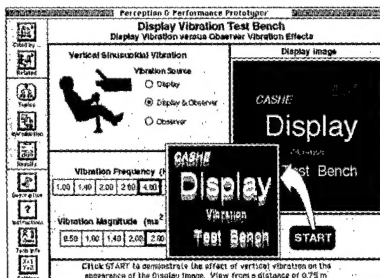 Perception & Performance Prototyper
Display Vibration Test Bench
Display Vibration versus Observer Vibration Effects
Vertical Sinusoidal Vibration
Vibration Source
Display
Display & Observer
Observer
Display Image
CASHE
Display
Vibration
Test Bench
CASHE
Display
Vibration
Test Bench
START
Vibration Frequency (H
1.00 1.40 2.00 2.80 4.00
Vibration Magnitude (ms²
0.50 1.00 1.40 2.00 2.80
Related
Topics
Results
Description
Instructions
Click START to demonstrate the effect of vertical vibration on the
appearance of the display image. View from a distance of 0.75 m